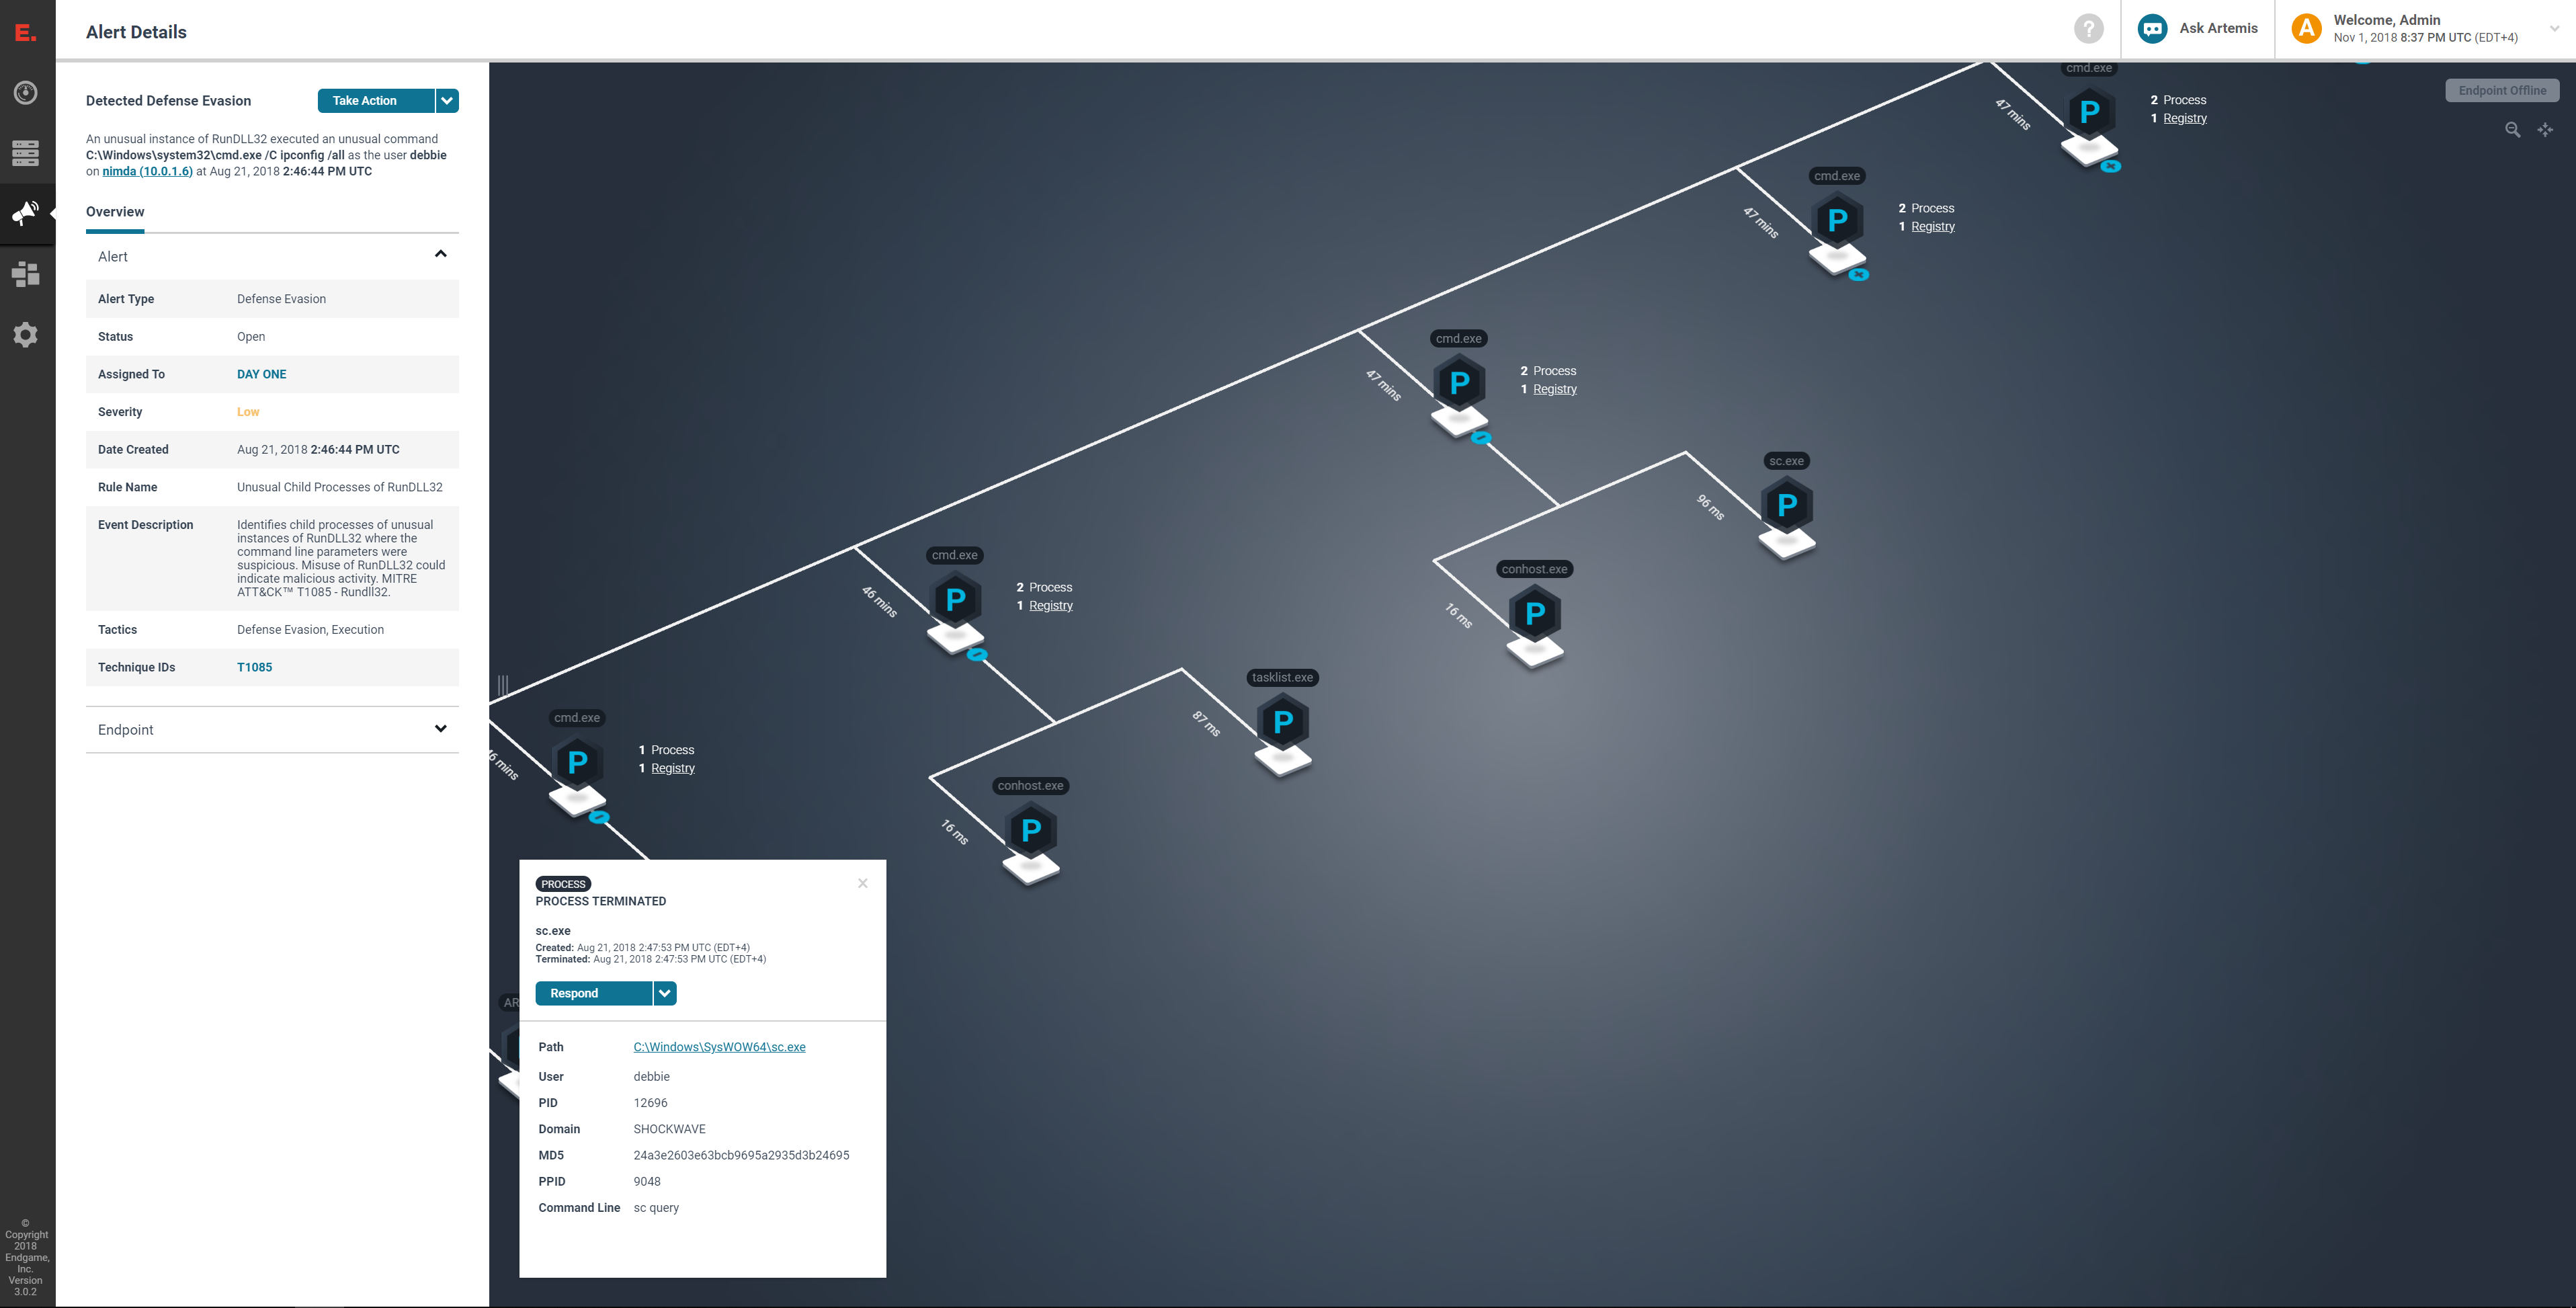 E.
Alert Details
?
Ask Artemis
A
Welcome, Admin
Nov 1, 2018 8:37 PM UTC (EDT+4)
Detected Defense Evasion
Take Action
An unusual instance of RunDLL32 executed an unusual command
C:\Windows\system32\cmd.exe /C ipconfig /all as the user debbie
on nimda (10.0.1.6) at Aug 21, 2018 2:46:44 PM UTC
Overview
Alert
Alert Type Defense Evasion
Status Open
Assigned To DAY ONE
Severity Low
Date Created Aug 21, 2018 2:46:44 PM UTC
Rule Name Unusual Child Processes of RunDLL32
Event Description Identifies child processes of unusual
instances of RunDLL32 where the
command line parameters were
suspicious. Misuse of RunDLL32 could
indicate malicious activity. MITRE
ATT&CK™ T1085 - Rundll32.
Tactics Defense Evasion, Execution
Technique IDs T1085
Endpoint
©
Copyright
2018
Endgame,
Inc.
Version
3.0.2
Endpoint Offline
cmd.exe
P
47 mins
2 Process
1 Registry
cmd.exe
P
47 mins
2 Process
1 Registry
cmd.exe
P
47 mins
2 Process
1 Registry
sc.exe
P
96 ms
conhost.exe
P
16 ms
cmd.exe
P
46 mins
2 Process
1 Registry
tasklist.exe
P
87 ms
conhost.exe
P
16 ms
cmd.exe
P
6 mins
1 Process
1 Registry
AR
PROCESS
PROCESS TERMINATED
sc.exe
Created: Aug 21, 2018 2:47:53 PM UTC (EDT+4)
Terminated: Aug 21, 2018 2:47:53 PM UTC (EDT+4)
Respond
Path C:\Windows\SysWOW64\sc.exe
User debbie
PID 12696
Domain SHOCKWAVE
MD5 24a3e2603e63bcb9695a2935d3b24695
PPID 9048
Command Line sc query